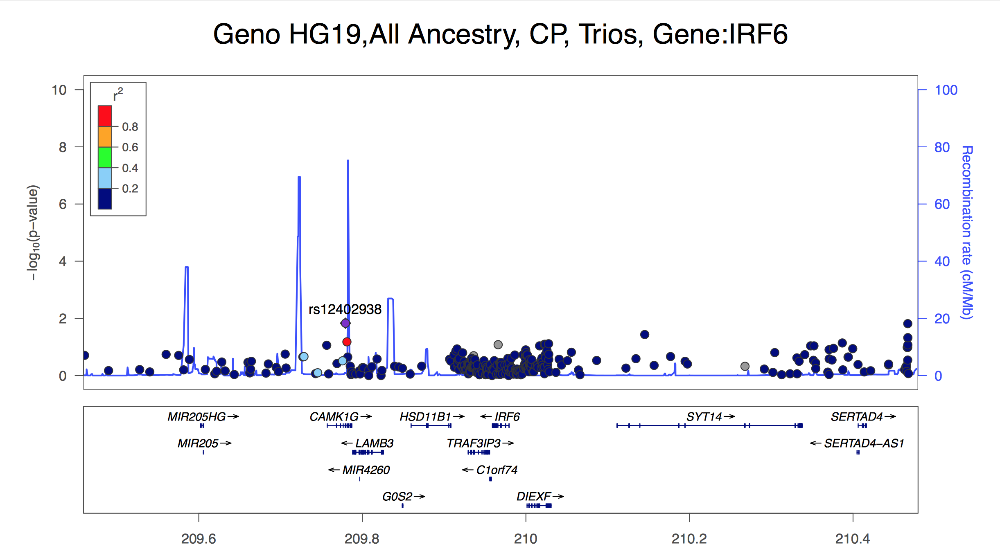 Geno HG19,All Ancestry, CP, Trios, Gene:IRF6
10
8
6
4
2
0
−log10(p−value)
r2
0.8
0.6
0.4
0.2
rs12402938
100
80
60
40
20
0
Recombination rate (cM/Mb)
MIR205HG→
CAMK1G→
HSD11B1→
←IRF6
SYT14→
SERTAD4→
MIR205→
←LAMB3
TRAF3IP3→
←SERTAD4−AS1
←MIR4260
←C1orf74
G0S2→
DIEXF→
209.6
209.8
210
210.2
210.4